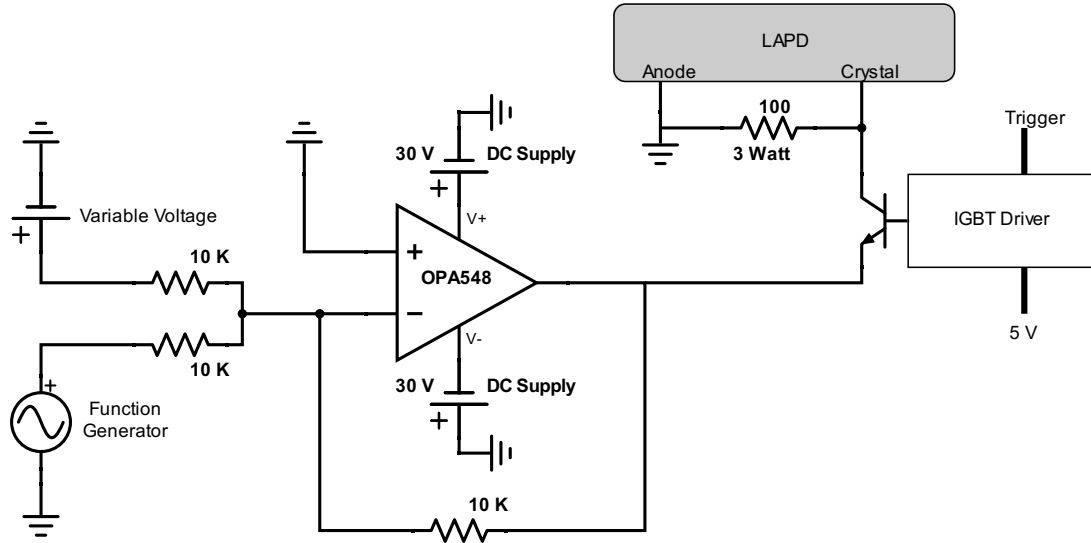 LAPD
Anode
Crystal
100
3 Watt
Trigger
IGBT Driver
5 V
30 V
DC Supply
+
V+
Variable Voltage
+
10 K
10 K
+
−
OPA548
V-
30 V
DC Supply
+
+
Function
Generator
10 K